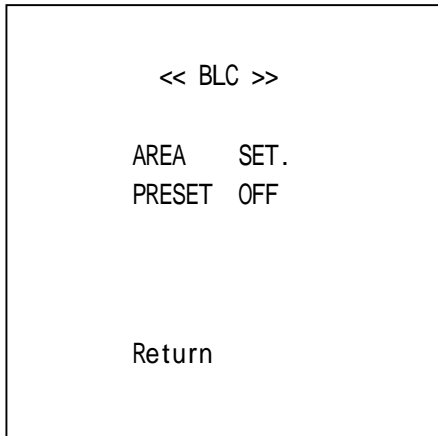 << BLC >>
AREA SET.
PRESET OFF
Return